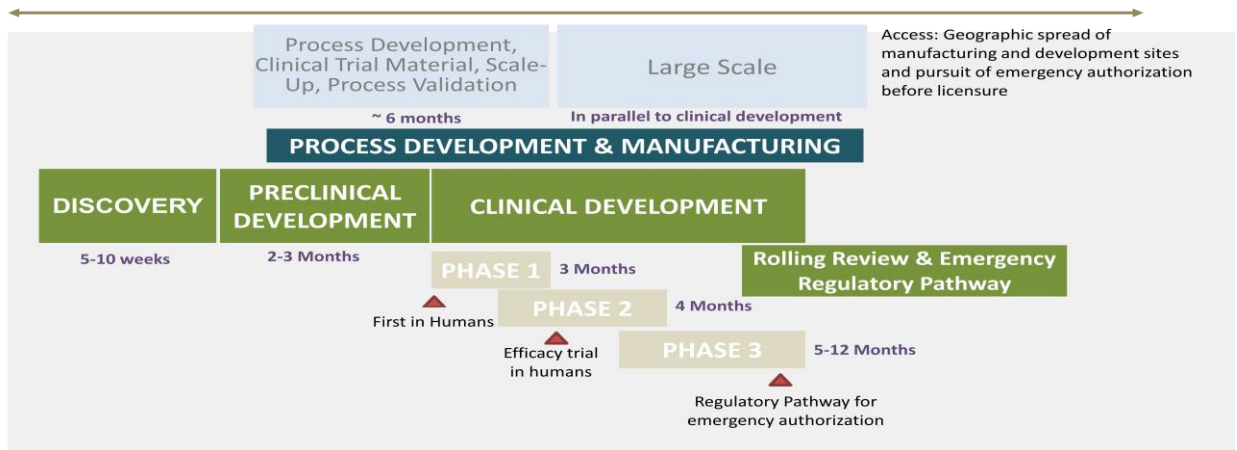 Process Development,
Clinical Trial Material, Scale-
Up, Process Validation
Large Scale
Access: Geographic spread of
manufacturing and development sites
and pursuit of emergency authorization
before licensure
~ 6 months
In parallel to clinical development
PROCESS DEVELOPMENT & MANUFACTURING
DISCOVERY
PRECLINICAL
DEVELOPMENT
CLINICAL DEVELOPMENT
5-10 weeks
2-3 Months
PHASE 1
3 Months
Rolling Review & Emergency
Regulatory Pathway
First in Humans
PHASE 2
4 Months
Efficacy trial
in humans
PHASE 3
5-12 Months
Regulatory Pathway for
emergency authorization